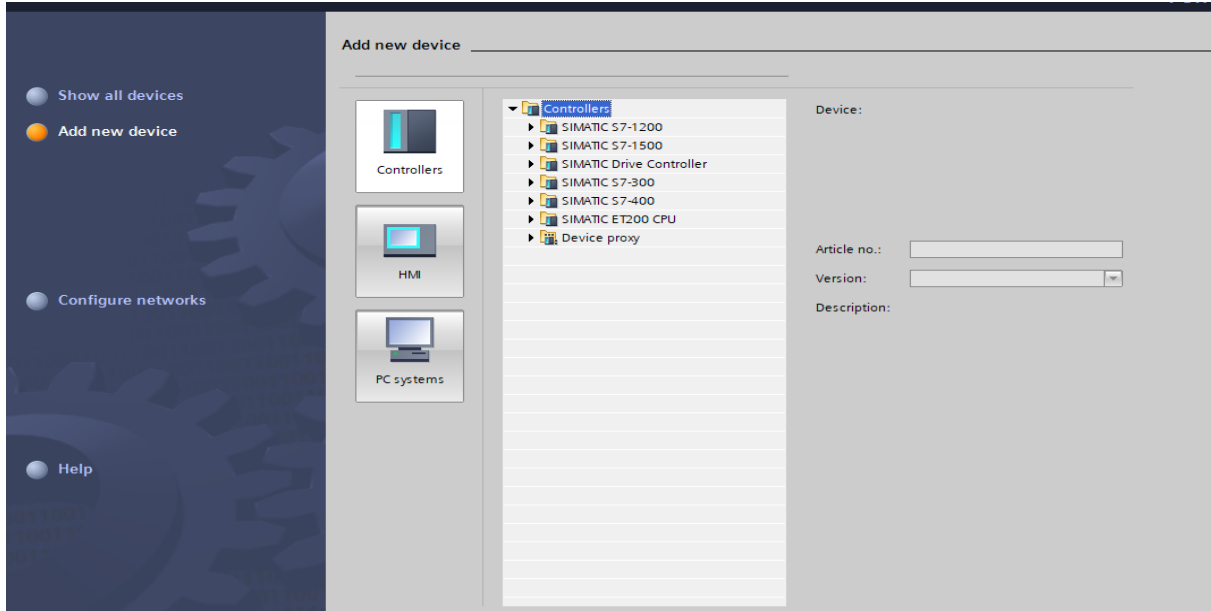 Add new device
Show all devices
Add new device
Configure networks
Help
Controllers
HMI
PC systems
Controllers
SIMATIC S7-1200
SIMATIC S7-1500
SIMATIC Drive Controller
SIMATIC S7-300
SIMATIC S7-400
SIMATIC ET200 CPU
Device proxy
Device:
Article no.:
Version:
Description: